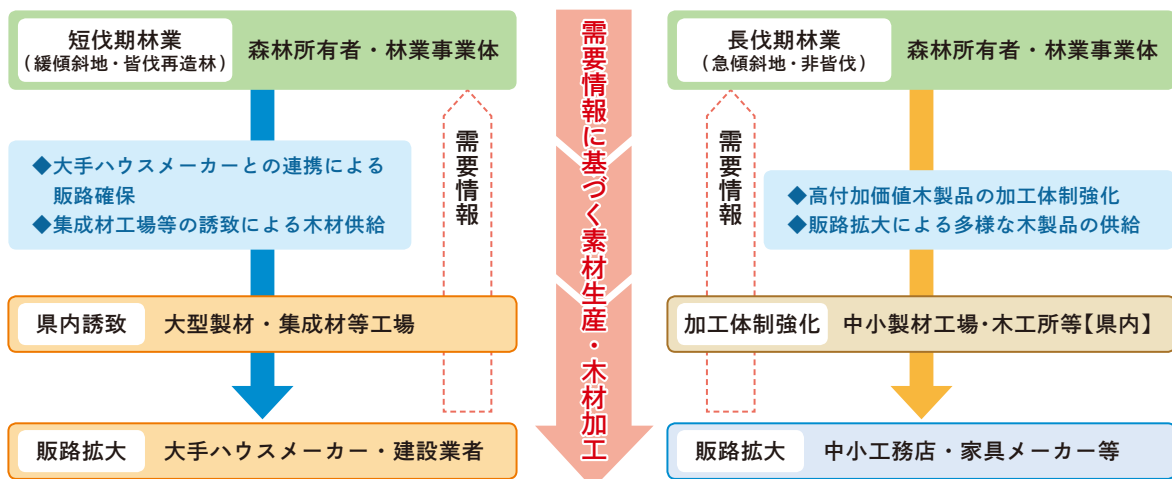 短伐期林業
(緩傾斜地・皆伐再造林)
森林所有者・林業事業体
◆大手ハウスメーカーとの連携による
販路確保
◆集成材工場等の誘致による木材供給
需要情報
県内誘致
大型製材・集成材等工場
販路拡大
大手ハウスメーカー・建設業者
需要情報に基づく素材生産・木材加工
長伐期林業
(急傾斜地・非皆伐)
森林所有者・林業事業体
需要情報
◆高付加価値木製品の加工体制強化
◆販路拡大による多様な木製品の供給
加工体制強化
中小製材工場・木工所等【県内】
販路拡大
中小工務店・家具メーカー等